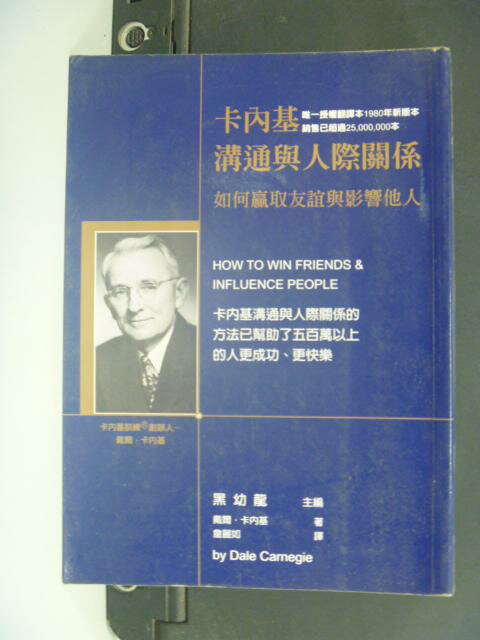 卡內基
唯一授權翻譯本1980年新版本
銷售已超過25,000,000本
溝通與人際關係
如何贏取友誼與影響他人
HOW TO WIN FRIENDS &
INFLUENCE PEOPLE
卡內基溝通與人際關係的
方法已幫助了五百萬以上
的人更成功、更快樂
卡內基訓練®創辦人－
戴爾・卡內基
黑幼龍 主編
戴爾・卡內基 著
詹麗如 譯
by Dale Carnegie